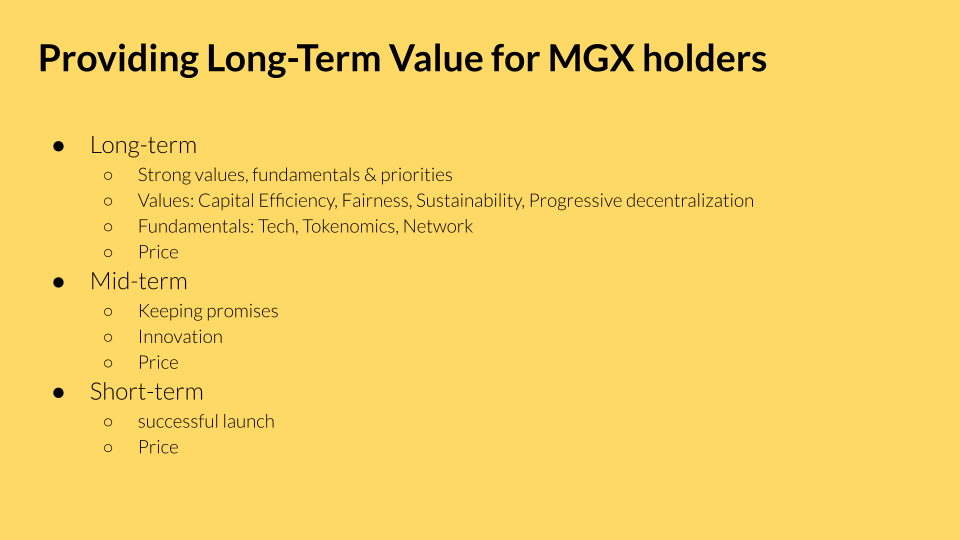 Providing Long-Term Value for MGX holders
● Long-term
○ Strong values, fundamentals & priorities
○ Values: Capital Efficiency, Fairness, Sustainability, Progressive decentralization
○ Fundamentals: Tech, Tokenomics, Network
○ Price
● Mid-term
○ Keeping promises
○ Innovation
○ Price
● Short-term
○ successful launch
○ Price